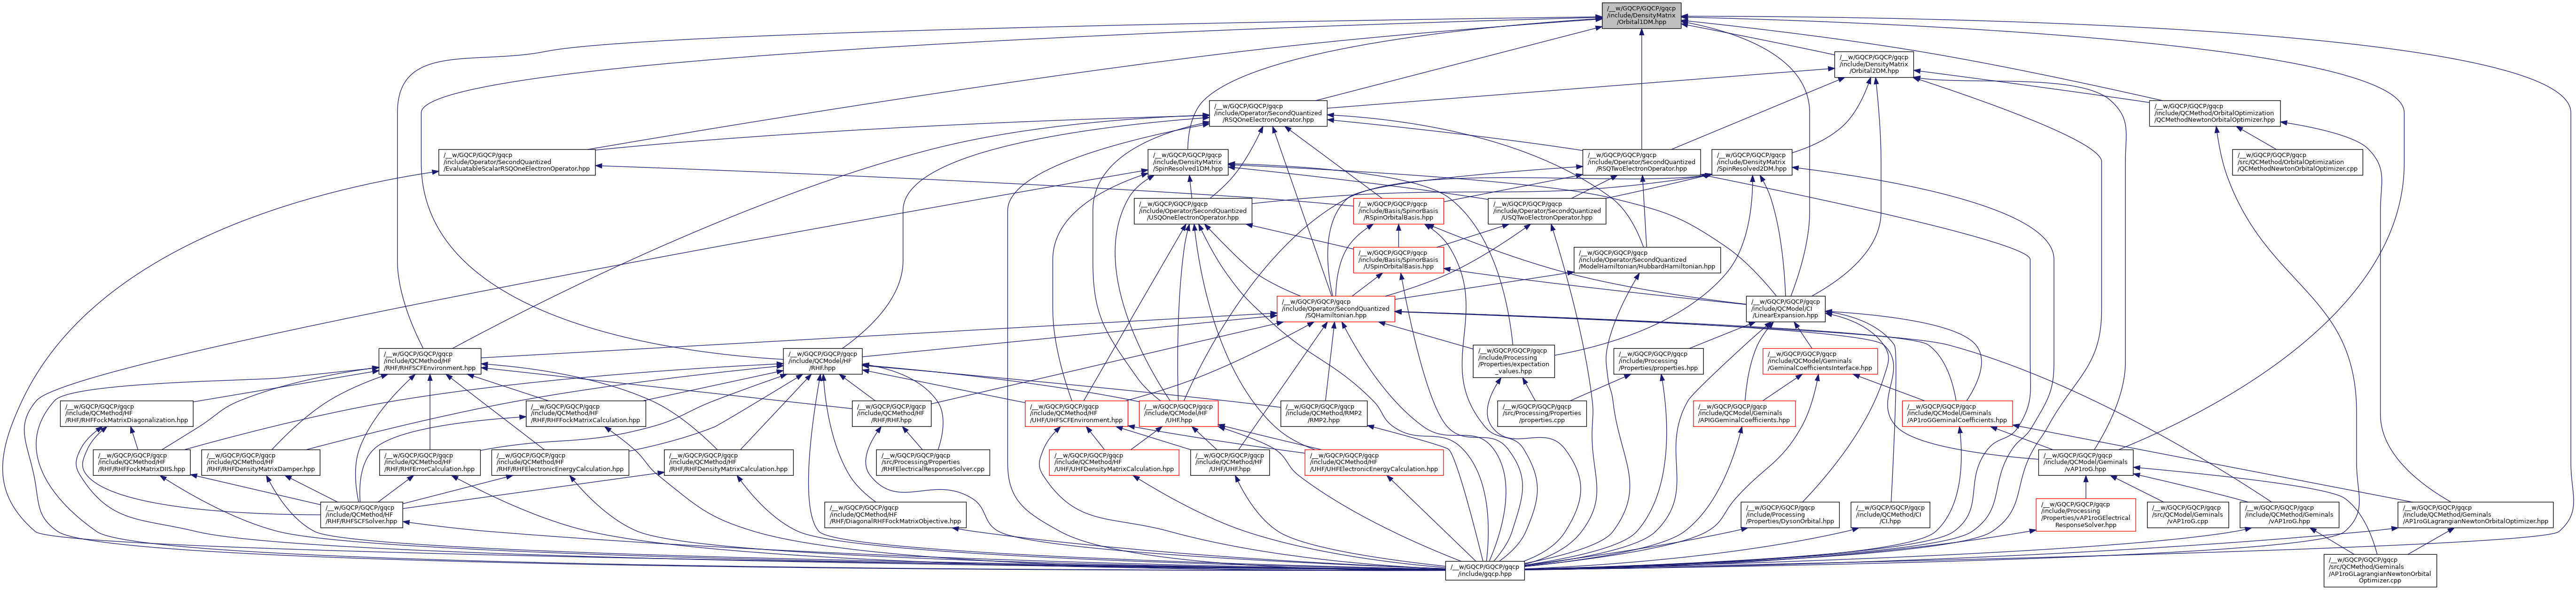 /__w/GQCP/GQCP/gqcp
/include/DensityMatrix
/Orbital1DM.hpp
/__w/GQCP/GQCP/gqcp
/include/DensityMatrix
/Orbital2DM.hpp
/__w/GQCP/GQCP/gqcp
/include/Operator/SecondQuantized
/RSQOneElectronOperator.hpp
/__w/GQCP/GQCP/gqcp
/include/QCMethod/OrbitalOptimization
/QCMethodNewtonOrbitalOptimizer.hpp
/__w/GQCP/GQCP/gqcp
/include/Operator/SecondQuantized
/EvaluatableScalarRSQOneElectronOperator.hpp
/__w/GQCP/GQCP/gqcp
/include/DensityMatrix
/SpinResolved1DM.hpp
/__w/GQCP/GQCP/gqcp
/include/Operator/SecondQuantized
/RSQTwoElectronOperator.hpp
/__w/GQCP/GQCP/gqcp
/include/DensityMatrix
/SpinResolved2DM.hpp
/__w/GQCP/GQCP/gqcp
/src/QCMethod/OrbitalOptimization
/QCMethodNewtonOrbitalOptimizer.cpp
/__w/GQCP/GQCP/gqcp
/include/Operator/SecondQuantized
/USQOneElectronOperator.hpp
/__w/GQCP/GQCP/gqcp
/include/Basis/SpinorBasis
/RSpinOrbitalBasis.hpp
/__w/GQCP/GQCP/gqcp
/include/Operator/SecondQuantized
/USQTwoElectronOperator.hpp
/__w/GQCP/GQCP/gqcp
/include/Basis/SpinorBasis
/USpinOrbitalBasis.hpp
/__w/GQCP/GQCP/gqcp
/include/Operator/SecondQuantized
/ModelHamiltonian/HubbardHamiltonian.hpp
/__w/GQCP/GQCP/gqcp
/include/Operator/SecondQuantized
/SQHamiltonian.hpp
/__w/GQCP/GQCP/gqcp
/include/QCModel/CI
/LinearExpansion.hpp
/__w/GQCP/GQCP/gqcp
/include/QCMethod/HF
/RHF/RHFSCFEnvironment.hpp
/__w/GQCP/GQCP/gqcp
/include/QCModel/HF
/RHF.hpp
/__w/GQCP/GQCP/gqcp
/include/Processing
/Properties/expectation
_values.hpp
/__w/GQCP/GQCP/gqcp
/include/Processing
/Properties/properties.hpp
/__w/GQCP/GQCP/gqcp
/include/QCModel/Geminals
/GeminalCoefficientsInterface.hpp
/__w/GQCP/GQCP/gqcp
/include/QCMethod/HF
/RHF/RHFFockMatrixDiagonalization.hpp
/__w/GQCP/GQCP/gqcp
/include/QCMethod/HF
/RHF/RHFFockMatrixCalculation.hpp
/__w/GQCP/GQCP/gqcp
/include/QCMethod/HF
/RHF/RHF.hpp
/__w/GQCP/GQCP/gqcp
/include/QCMethod/HF
/UHF/UHFSCFEnvironment.hpp
/__w/GQCP/GQCP/gqcp
/include/QCModel/HF
/UHF.hpp
/__w/GQCP/GQCP/gqcp
/include/QCMethod/RMP2
/RMP2.hpp
/__w/GQCP/GQCP/gqcp
/src/Processing/Properties
/properties.cpp
/__w/GQCP/GQCP/gqcp
/include/QCModel/Geminals
/APIGGeminalCoefficients.hpp
/__w/GQCP/GQCP/gqcp
/include/QCModel/Geminals
/AP1roGGeminalCoefficients.hpp
/__w/GQCP/GQCP/gqcp
/include/QCMethod/HF
/RHF/RHFFockMatrixDIIS.hpp
/__w/GQCP/GQCP/gqcp
/include/QCMethod/HF
/RHF/RHFDensityMatrixDamper.hpp
/__w/GQCP/GQCP/gqcp
/include/QCMethod/HF
/RHF/RHFErrorCalculation.hpp
/__w/GQCP/GQCP/gqcp
/include/QCMethod/HF
/RHF/RHFElectronicEnergyCalculation.hpp
/__w/GQCP/GQCP/gqcp
/include/QCMethod/HF
/RHF/RHFDensityMatrixCalculation.hpp
/__w/GQCP/GQCP/gqcp
/src/Processing/Properties
/RHFElectricalResponseSolver.cpp
/__w/GQCP/GQCP/gqcp
/include/QCMethod/HF
/UHF/UHFDensityMatrixCalculation.hpp
/__w/GQCP/GQCP/gqcp
/include/QCMethod/HF
/UHF/UHF.hpp
/__w/GQCP/GQCP/gqcp
/include/QCMethod/HF
/UHF/UHFElectronicEnergyCalculation.hpp
/__w/GQCP/GQCP/gqcp
/include/QCModel/Geminals
/vAP1roG.hpp
/__w/GQCP/GQCP/gqcp
/include/QCMethod/HF
/RHF/RHFSCFSolver.hpp
/__w/GQCP/GQCP/gqcp
/include/QCMethod/HF
/RHF/DiagonalRHFFockMatrixObjective.hpp
/__w/GQCP/GQCP/gqcp
/include/Processing
/Properties/DysonOrbital.hpp
/__w/GQCP/GQCP/gqcp
/include/QCMethod/CI
/CI.hpp
/__w/GQCP/GQCP/gqcp
/include/Processing
/Properties/vAP1roGElectrical
ResponseSolver.hpp
/__w/GQCP/GQCP/gqcp
/src/QCModel/Geminals
/vAP1roG.cpp
/__w/GQCP/GQCP/gqcp
/include/QCMethod/Geminals
/vAP1roG.hpp
/__w/GQCP/GQCP/gqcp
/include/QCMethod/Geminals
/AP1roGLagrangianNewtonOrbitalOptimizer.hpp
/__w/GQCP/GQCP/gqcp
/include/gqcp.hpp
/__w/GQCP/GQCP/gqcp
/src/QCMethod/Geminals
/AP1roGLagrangianNewtonOrbital
Optimizer.cpp